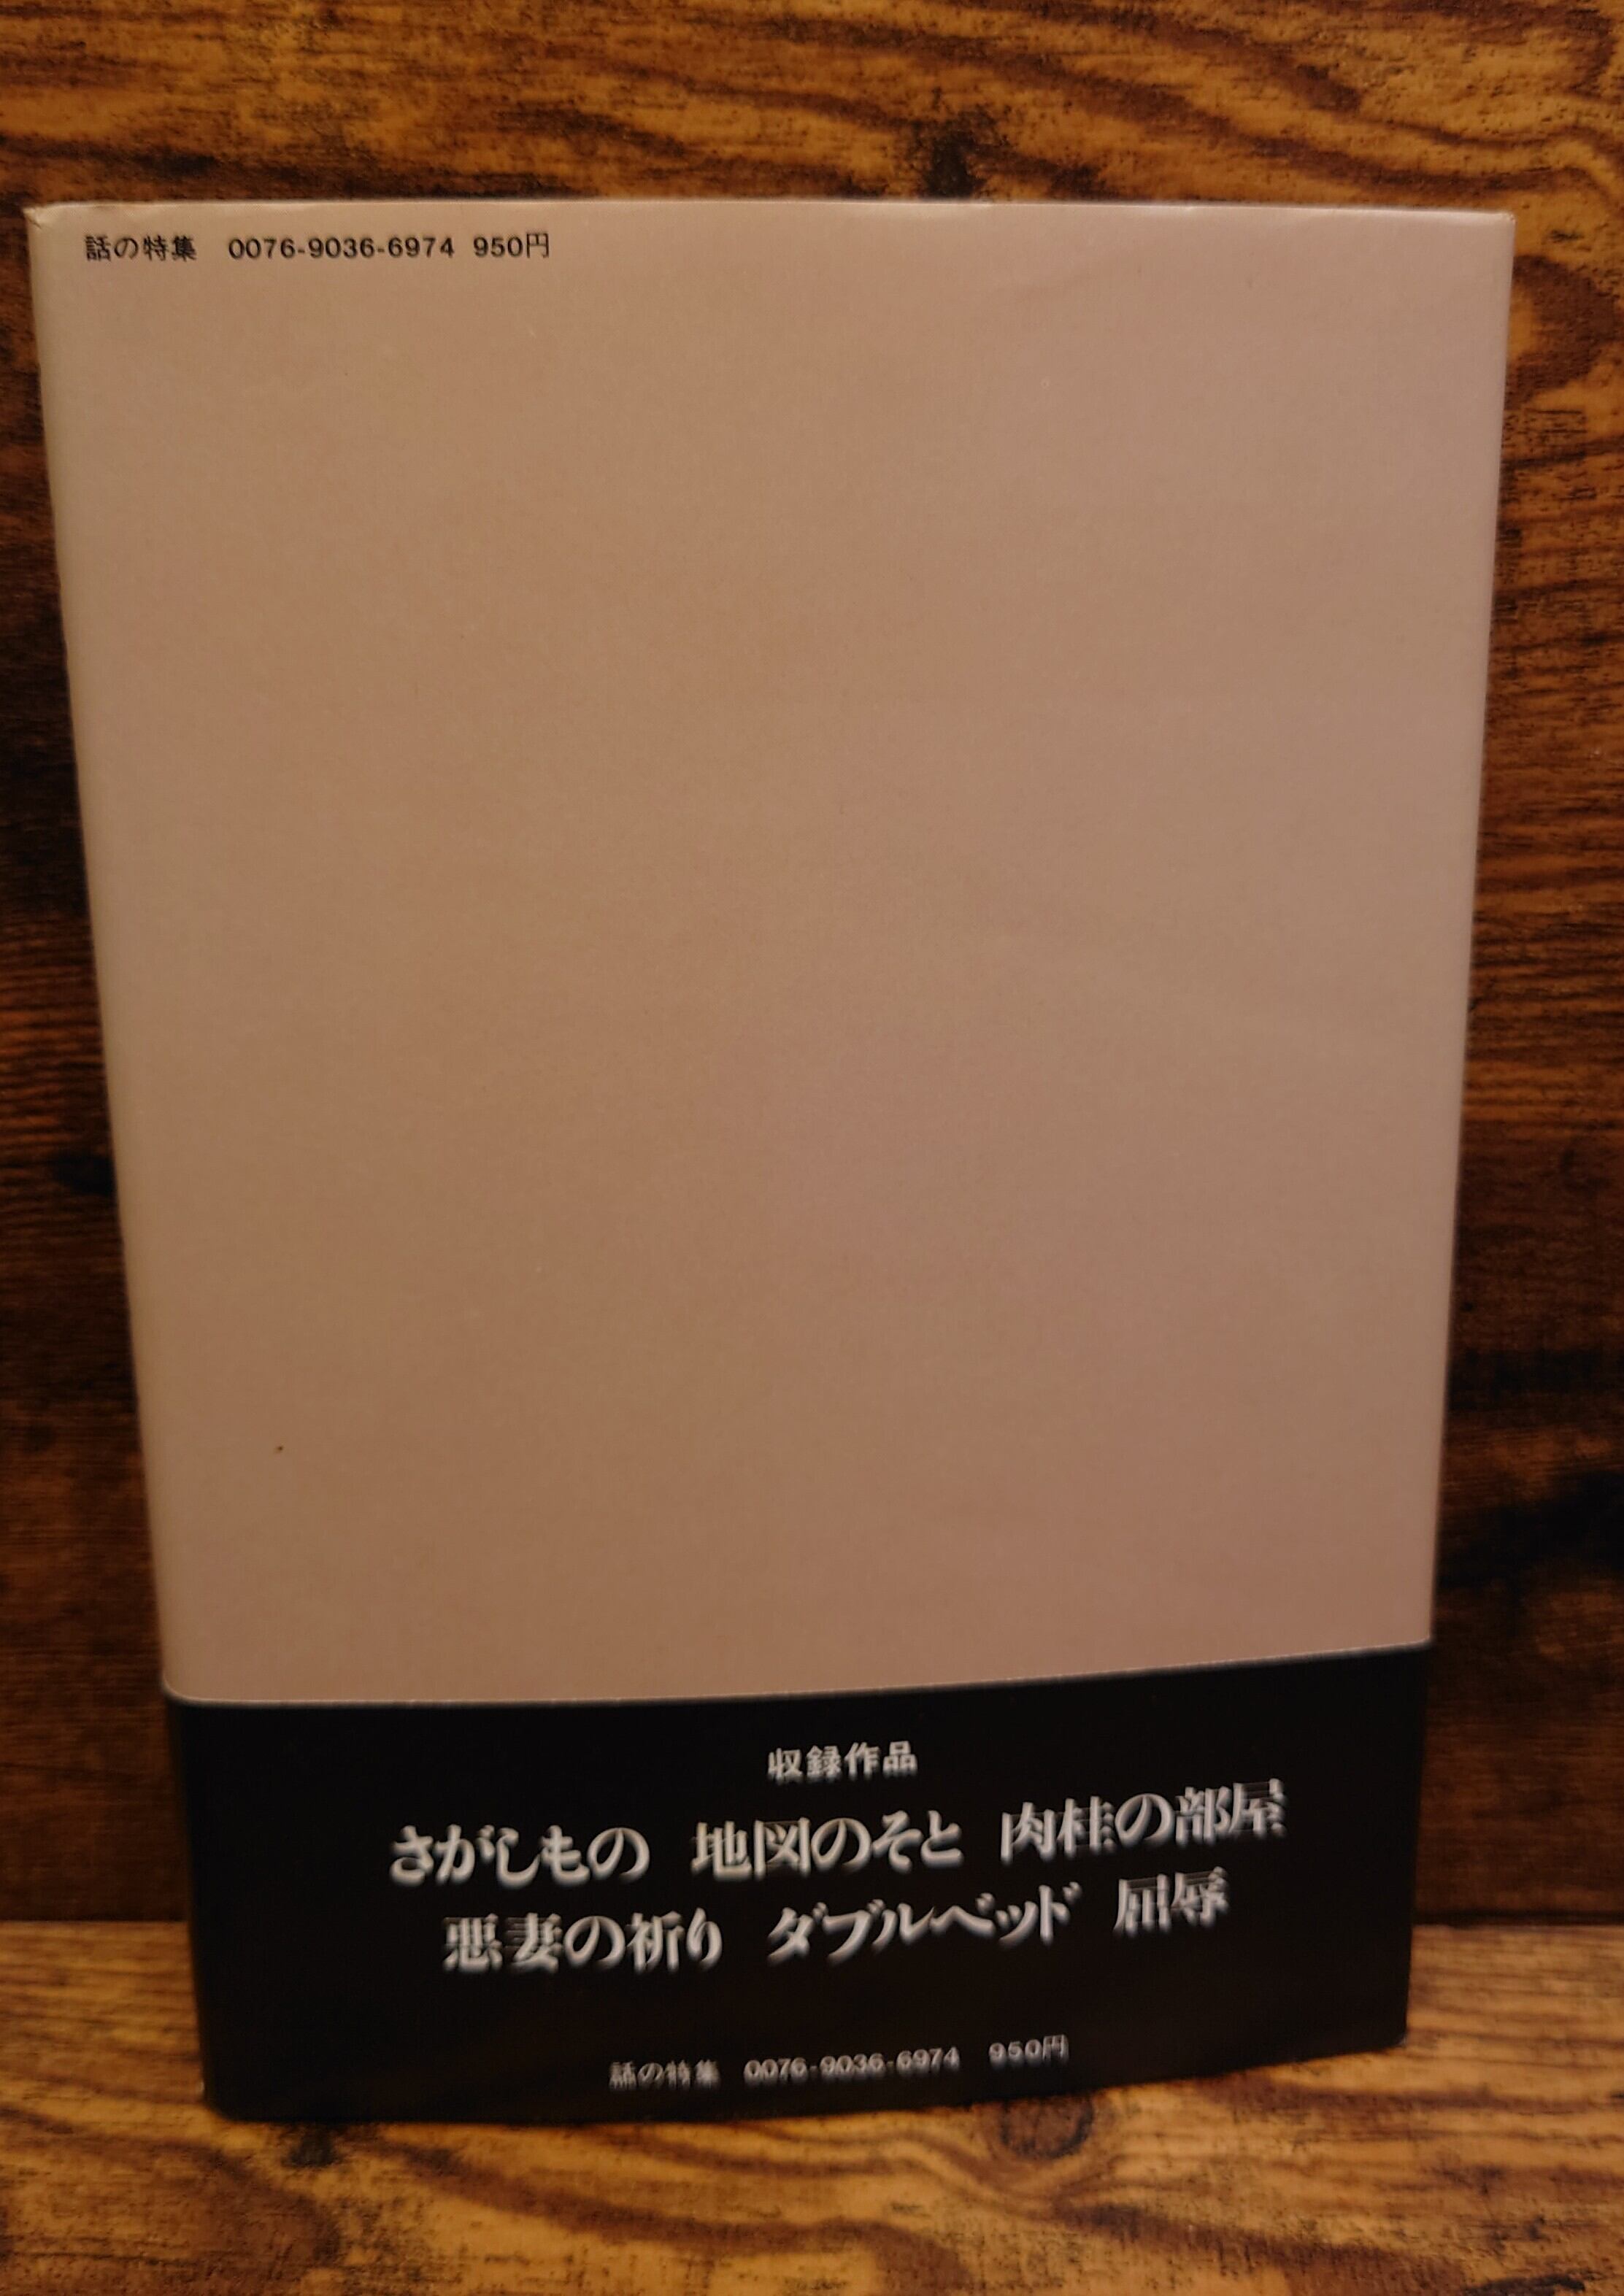 話の特集 0076-9036-6974 950円
収録作品
さがしもの 地図のそと 肉桂の部屋
悪妻の祈り ダブルベッド 屈辱
話の特集 0076-9036-6974 950円